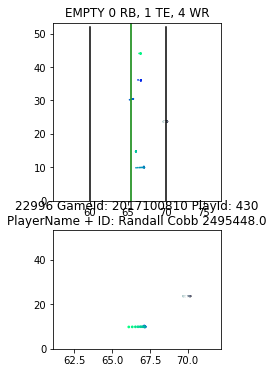 EMPTY 0 RB, 1 TE, 4 WR
50
40
30
20
10
0
60 65 70 75
22996 GameId: 2017100810 PlayId: 430
PlayerName + ID: Randall Cobb 2495448.0
40
20
0
62.5 65.0 67.5 70.0